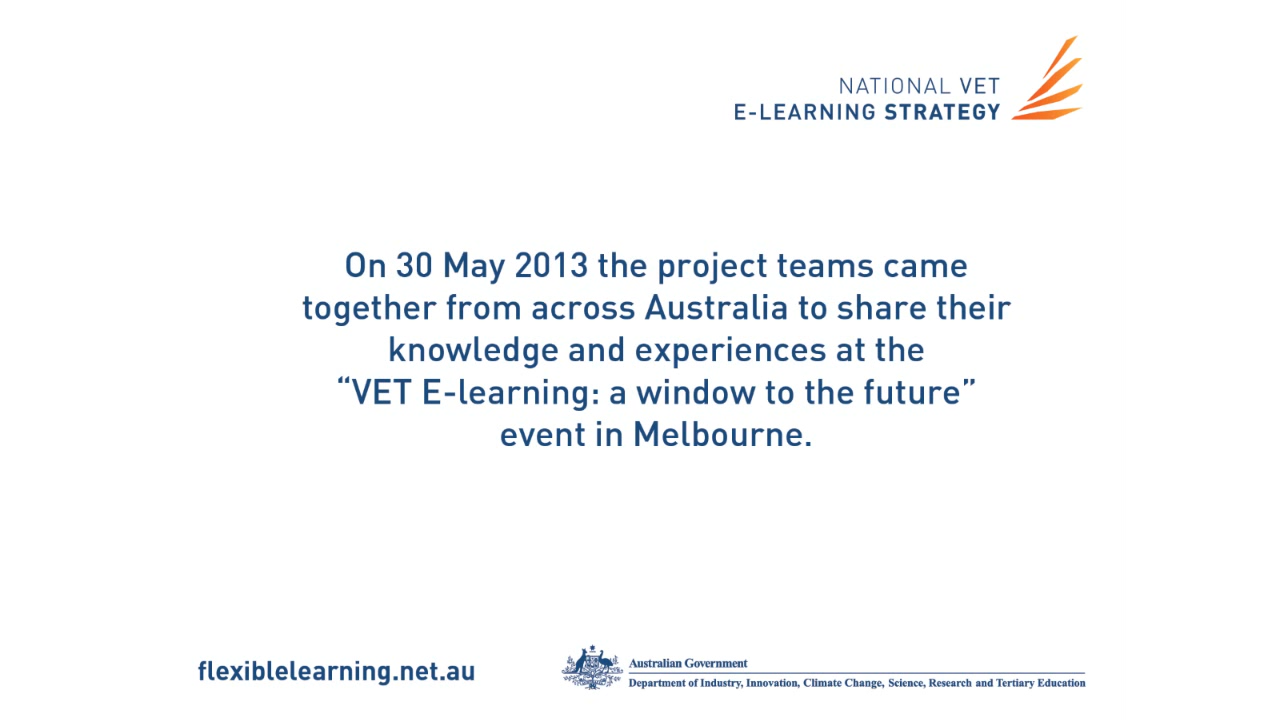 NATIONAL VET
E-LEARNING STRATEGY
On 30 May 2013 the project teams came
together from across Australia to share their
knowledge and experiences at the
“VET E-learning: a window to the future”
event in Melbourne.
flexiblelearning.net.au
Australian Government
Department of Industry, Innovation, Climate Change, Science, Research and Tertiary Education